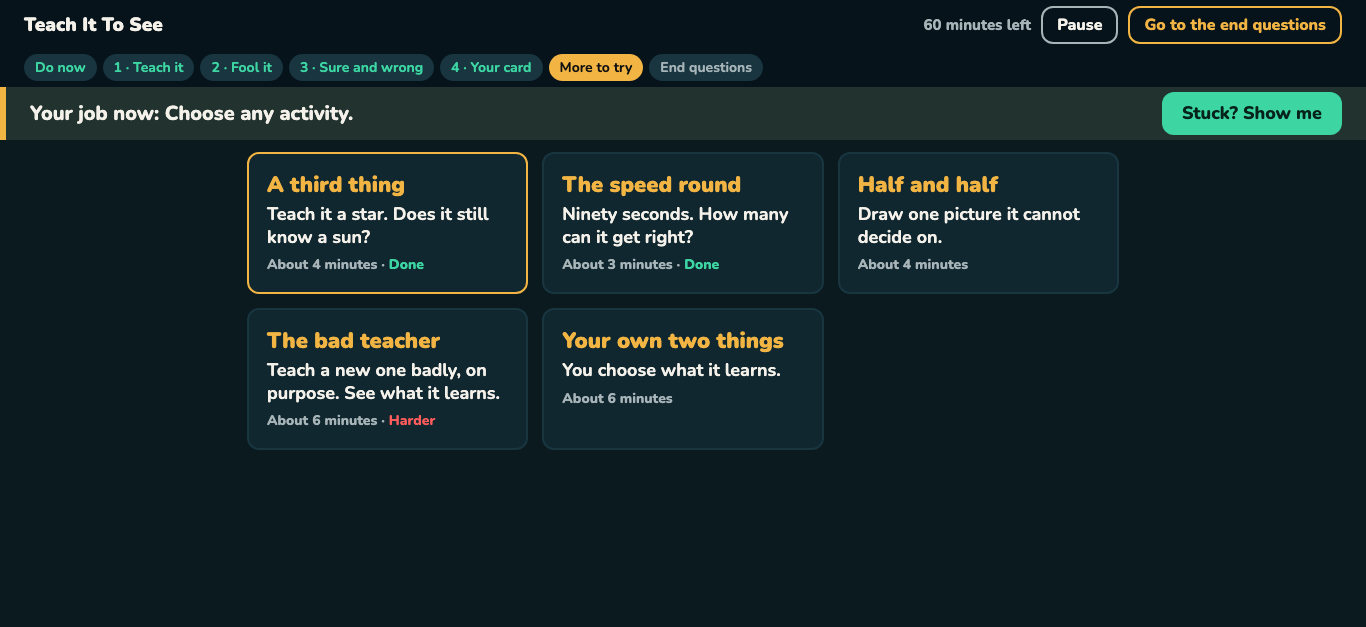 Teach It To See
60 minutes left
Pause
Go to the end questions
Do now
1 · Teach it
2 · Fool it
3 · Sure and wrong
4 · Your card
More to try
End questions
Your job now: Choose any activity.
Stuck? Show me
A third thing
Teach it a star. Does it still
know a sun?
About 4 minutes · Done
The speed round
Ninety seconds. How many
can it get right?
About 3 minutes · Done
Half and half
Draw one picture it cannot
decide on.
About 4 minutes
The bad teacher
Teach a new one badly, on
purpose. See what it learns.
About 6 minutes · Harder
Your own two things
You choose what it learns.
About 6 minutes